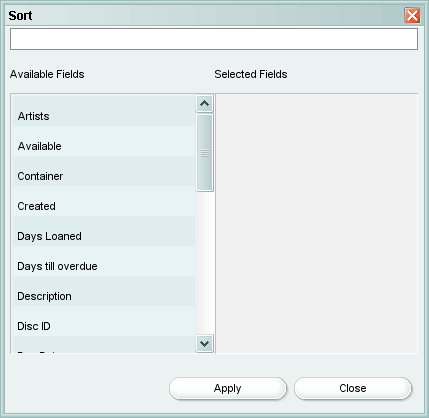 Sort
Available Fields
Selected Fields
Artists
Available
Container
Created
Days Loaned
Days till overdue
Description
Disc ID
Apply
Close